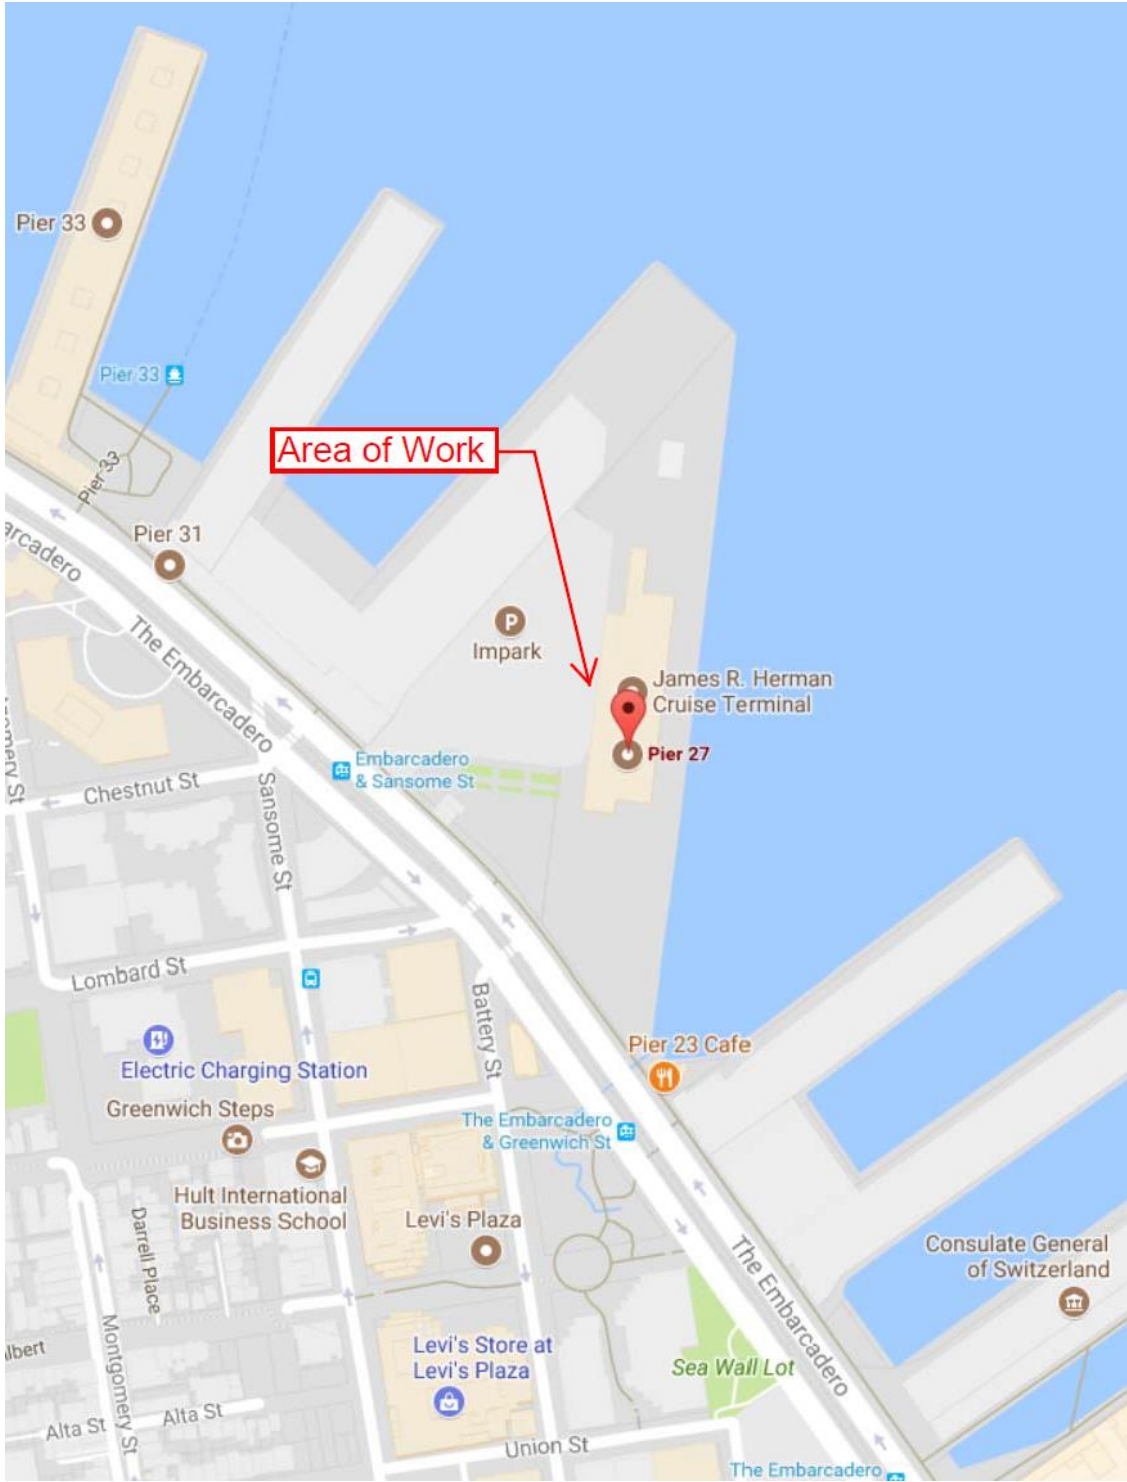 Pier 33
Pier 33
Area of Work
Pier 33
Pier 31
arcadero
The Embarcadero
P
Impark
James R. Herman
Cruise Terminal
Pier 27
Embarcadero
& Sansome St
Chestnut St
Sansome St
Lombard St
Battery St
Pier 23 Cafe
Electric Charging Station
Greenwich Steps
The Embarcadero
& Greenwich St
Hult International
Business School
Darrell Place
Levi's Plaza
The Embarcadero
Consulate General
of Switzerland
Montgomery St
lbert
Levi's Store at
Levi's Plaza
Sea Wall Lot
Alta St
Alta St
Union St
The Embarcadero